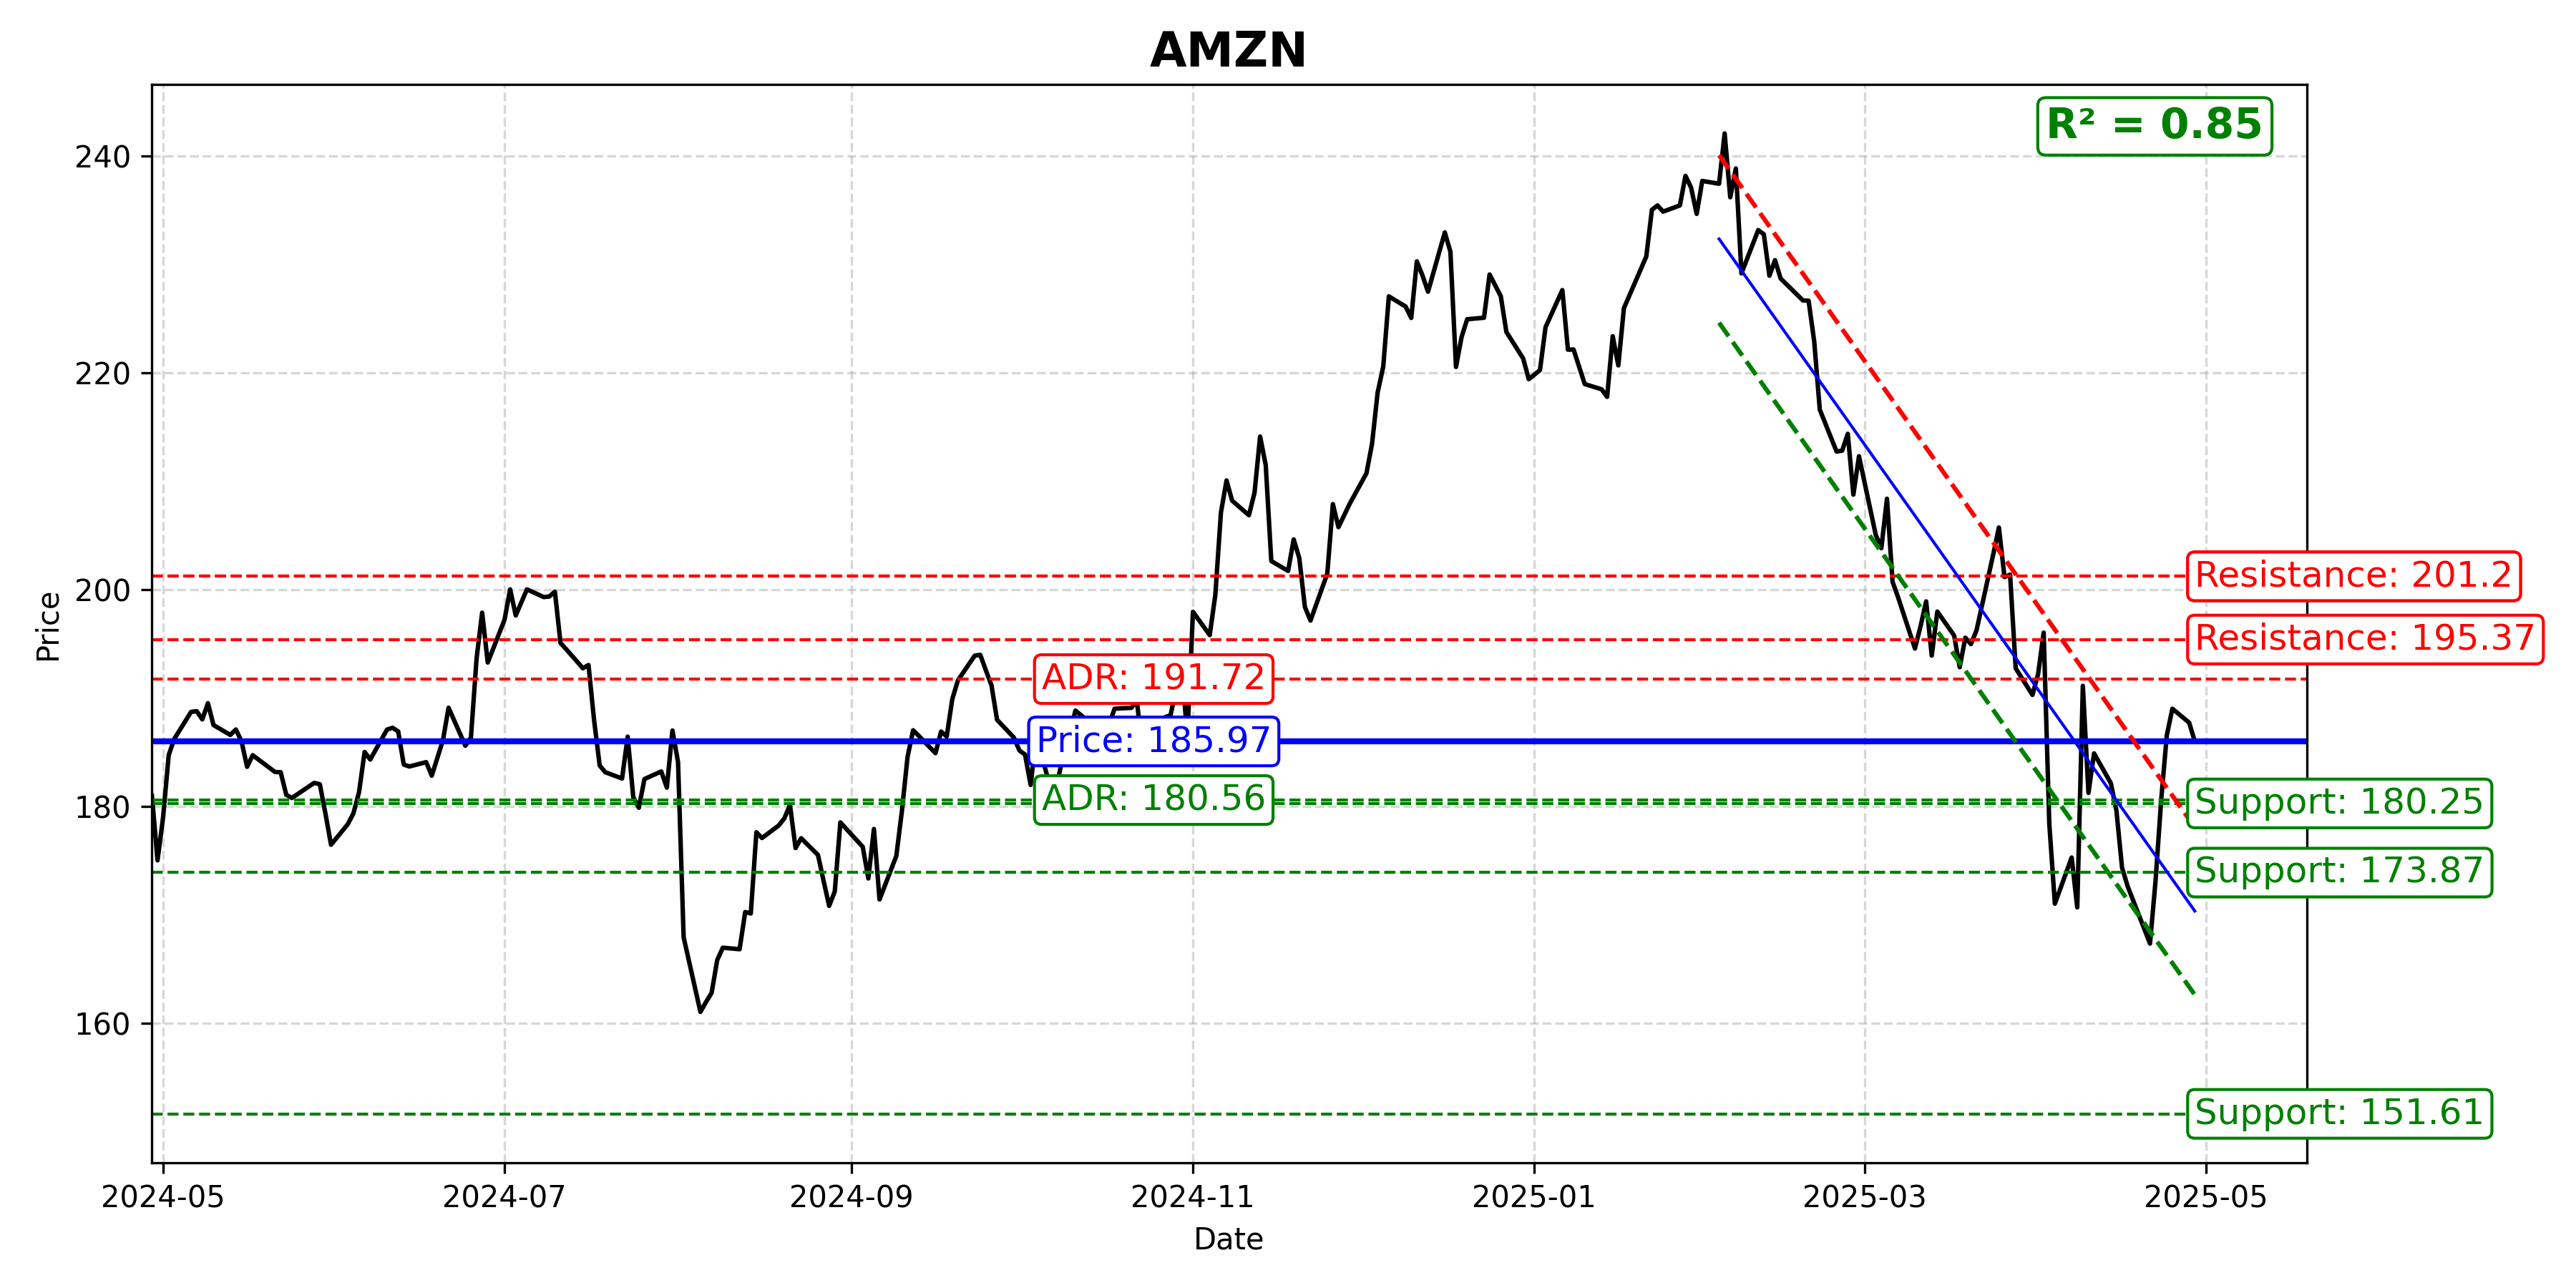 AMZN
R² = 0.85
240
220
200
180
160
Price
Resistance: 201.2
Resistance: 195.37
ADR: 191.72
Price: 185.97
ADR: 180.56
Support: 180.25
Support: 173.87
Support: 151.61
2024-05
2024-07
2024-09
2024-11
2025-01
2025-03
2025-05
Date